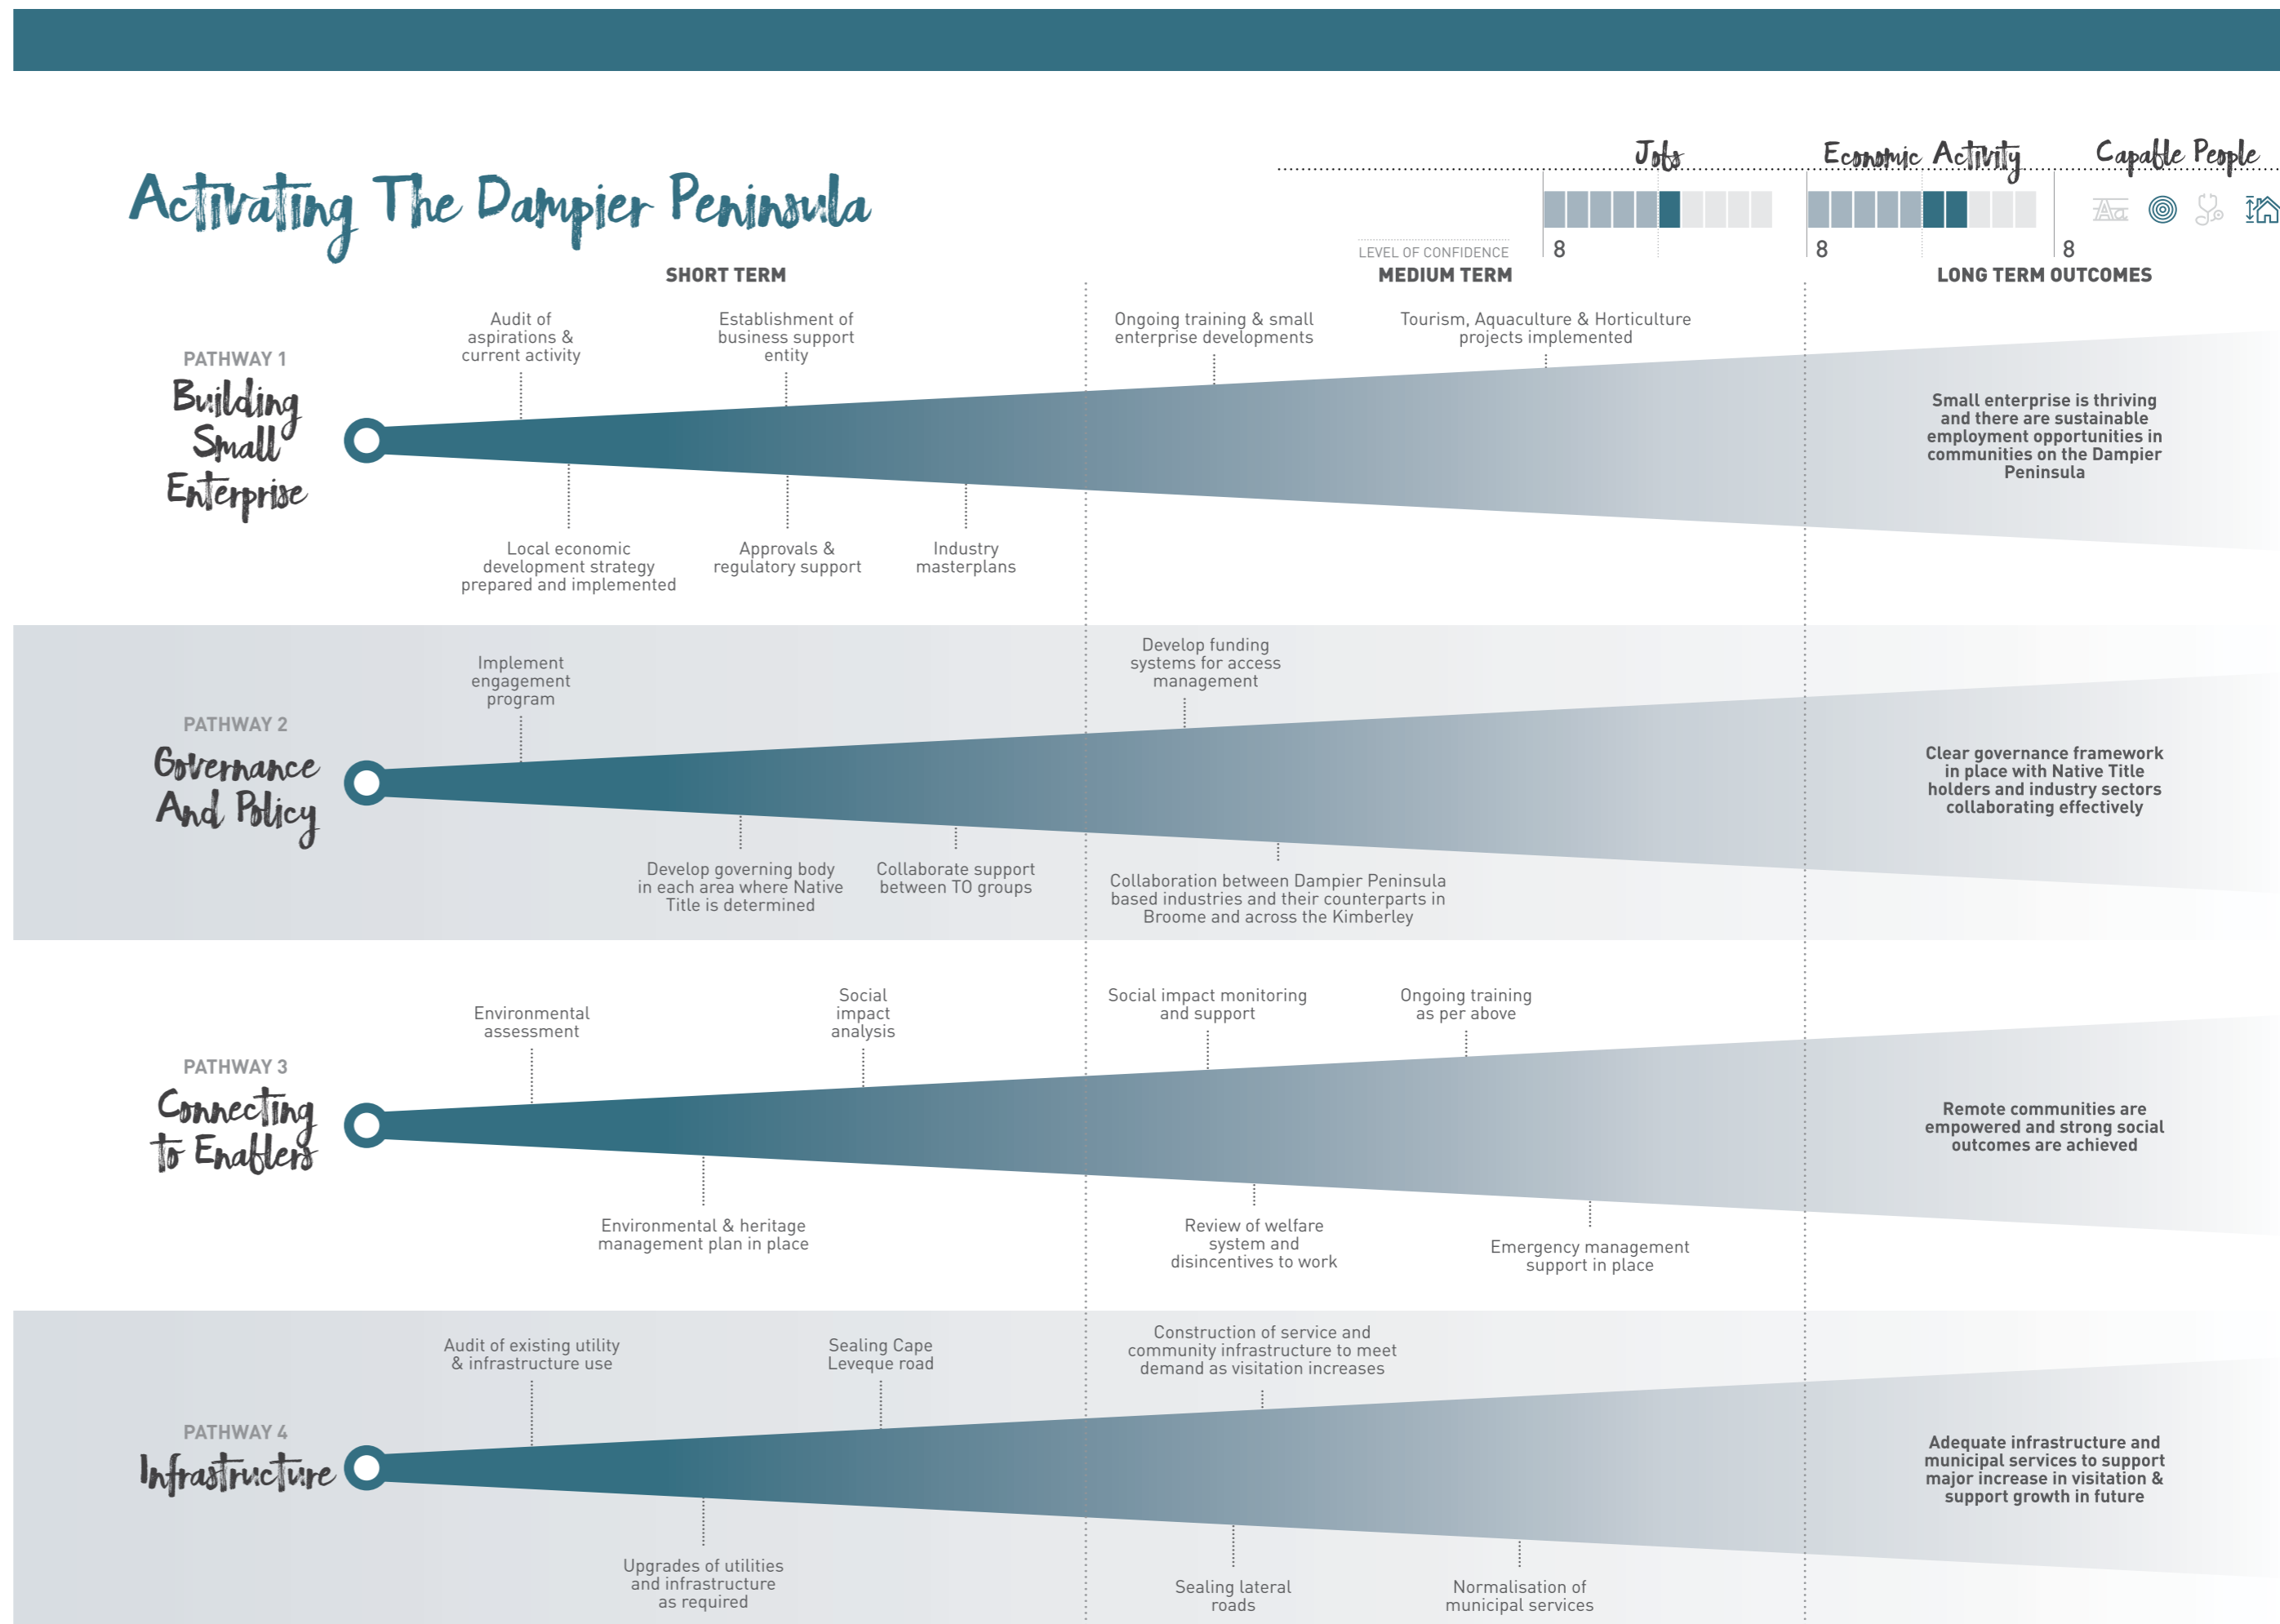 Activating The Dampier Peninsula
Jobs
Economic Activity
Capable People
LEVEL OF CONFIDENCE
8
8
8
SHORT TERM
MEDIUM TERM
LONG TERM OUTCOMES
PATHWAY 1
Building
Small
Enterprise
Audit of
aspirations &
current activity
Establishment of
business support
entity
Ongoing training & small
enterprise developments
Tourism, Aquaculture & Horticulture
projects implemented
Local economic
development strategy
prepared and implemented
Approvals &
regulatory support
Industry
masterplans
Small enterprise is thriving
and there are sustainable
employment opportunities in
communities on the Dampier
Peninsula
PATHWAY 2
Governance
And Policy
Implement
engagement
program
Develop funding
systems for access
management
Develop governing body
in each area where Native
Title is determined
Collaborate support
between TO groups
Collaboration between Dampier Peninsula
based industries and their counterparts in
Broome and across the Kimberley
Clear governance framework
in place with Native Title
holders and industry sectors
collaborating effectively
PATHWAY 3
Connecting
to Enablers
Environmental
assessment
Social
impact
analysis
Social impact monitoring
and support
Ongoing training
as per above
Environmental & heritage
management plan in place
Review of welfare
system and
disincentives to work
Emergency management
support in place
Remote communities are
empowered and strong social
outcomes are achieved
PATHWAY 4
Infrastructure
Audit of existing utility
& infrastructure use
Sealing Cape
Leveque road
Construction of service and
community infrastructure to meet
demand as visitation increases
Upgrades of utilities
and infrastructure
as required
Sealing lateral
roads
Normalisation of
municipal services
Adequate infrastructure and
municipal services to support
major increase in visitation &
support growth in future
Aa